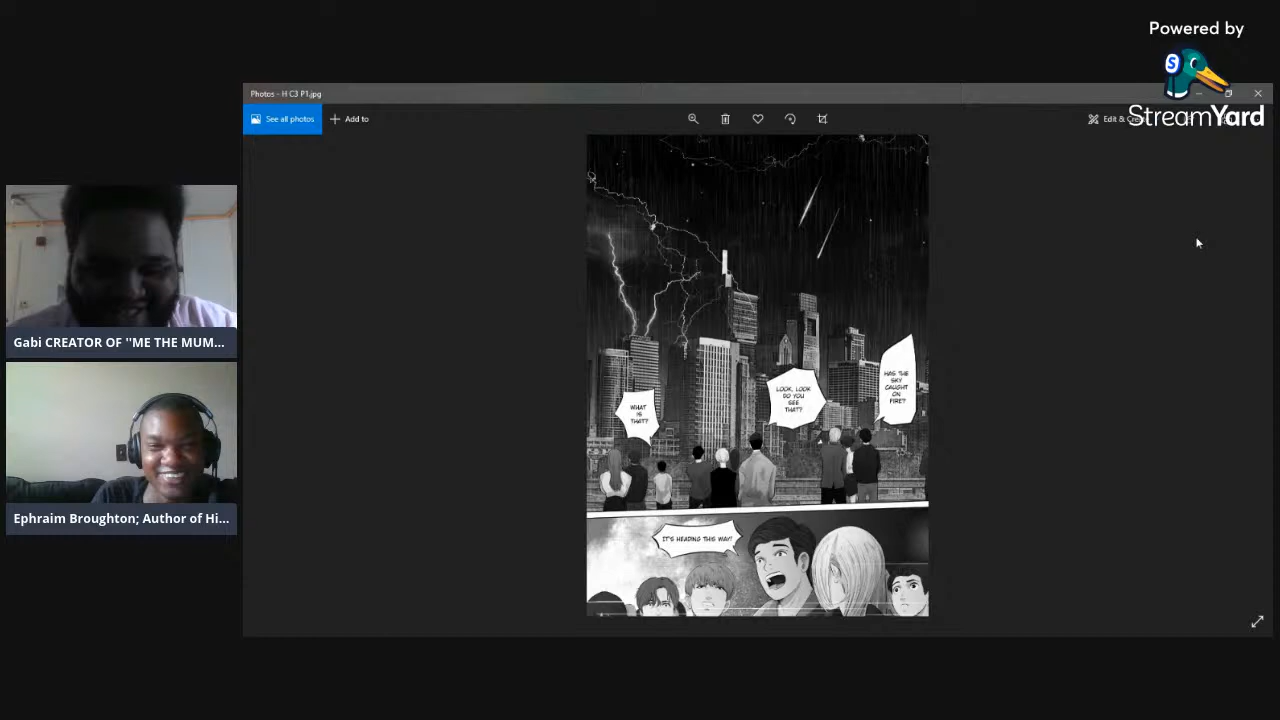 Powered by
StreamYard
Photos - H C3 P1.jpg
See all photos
Add to
Edit &
WHAT
IS
THAT?
LOOK, LOOK
DO YOU
SEE
THAT?
HAS THE
SKY
CAUGHT
ON
FIRE?
IT'S HEADING THIS WAY!
Gabi CREATOR OF "ME THE MUM...
Ephraim Broughton; Author of Hi...